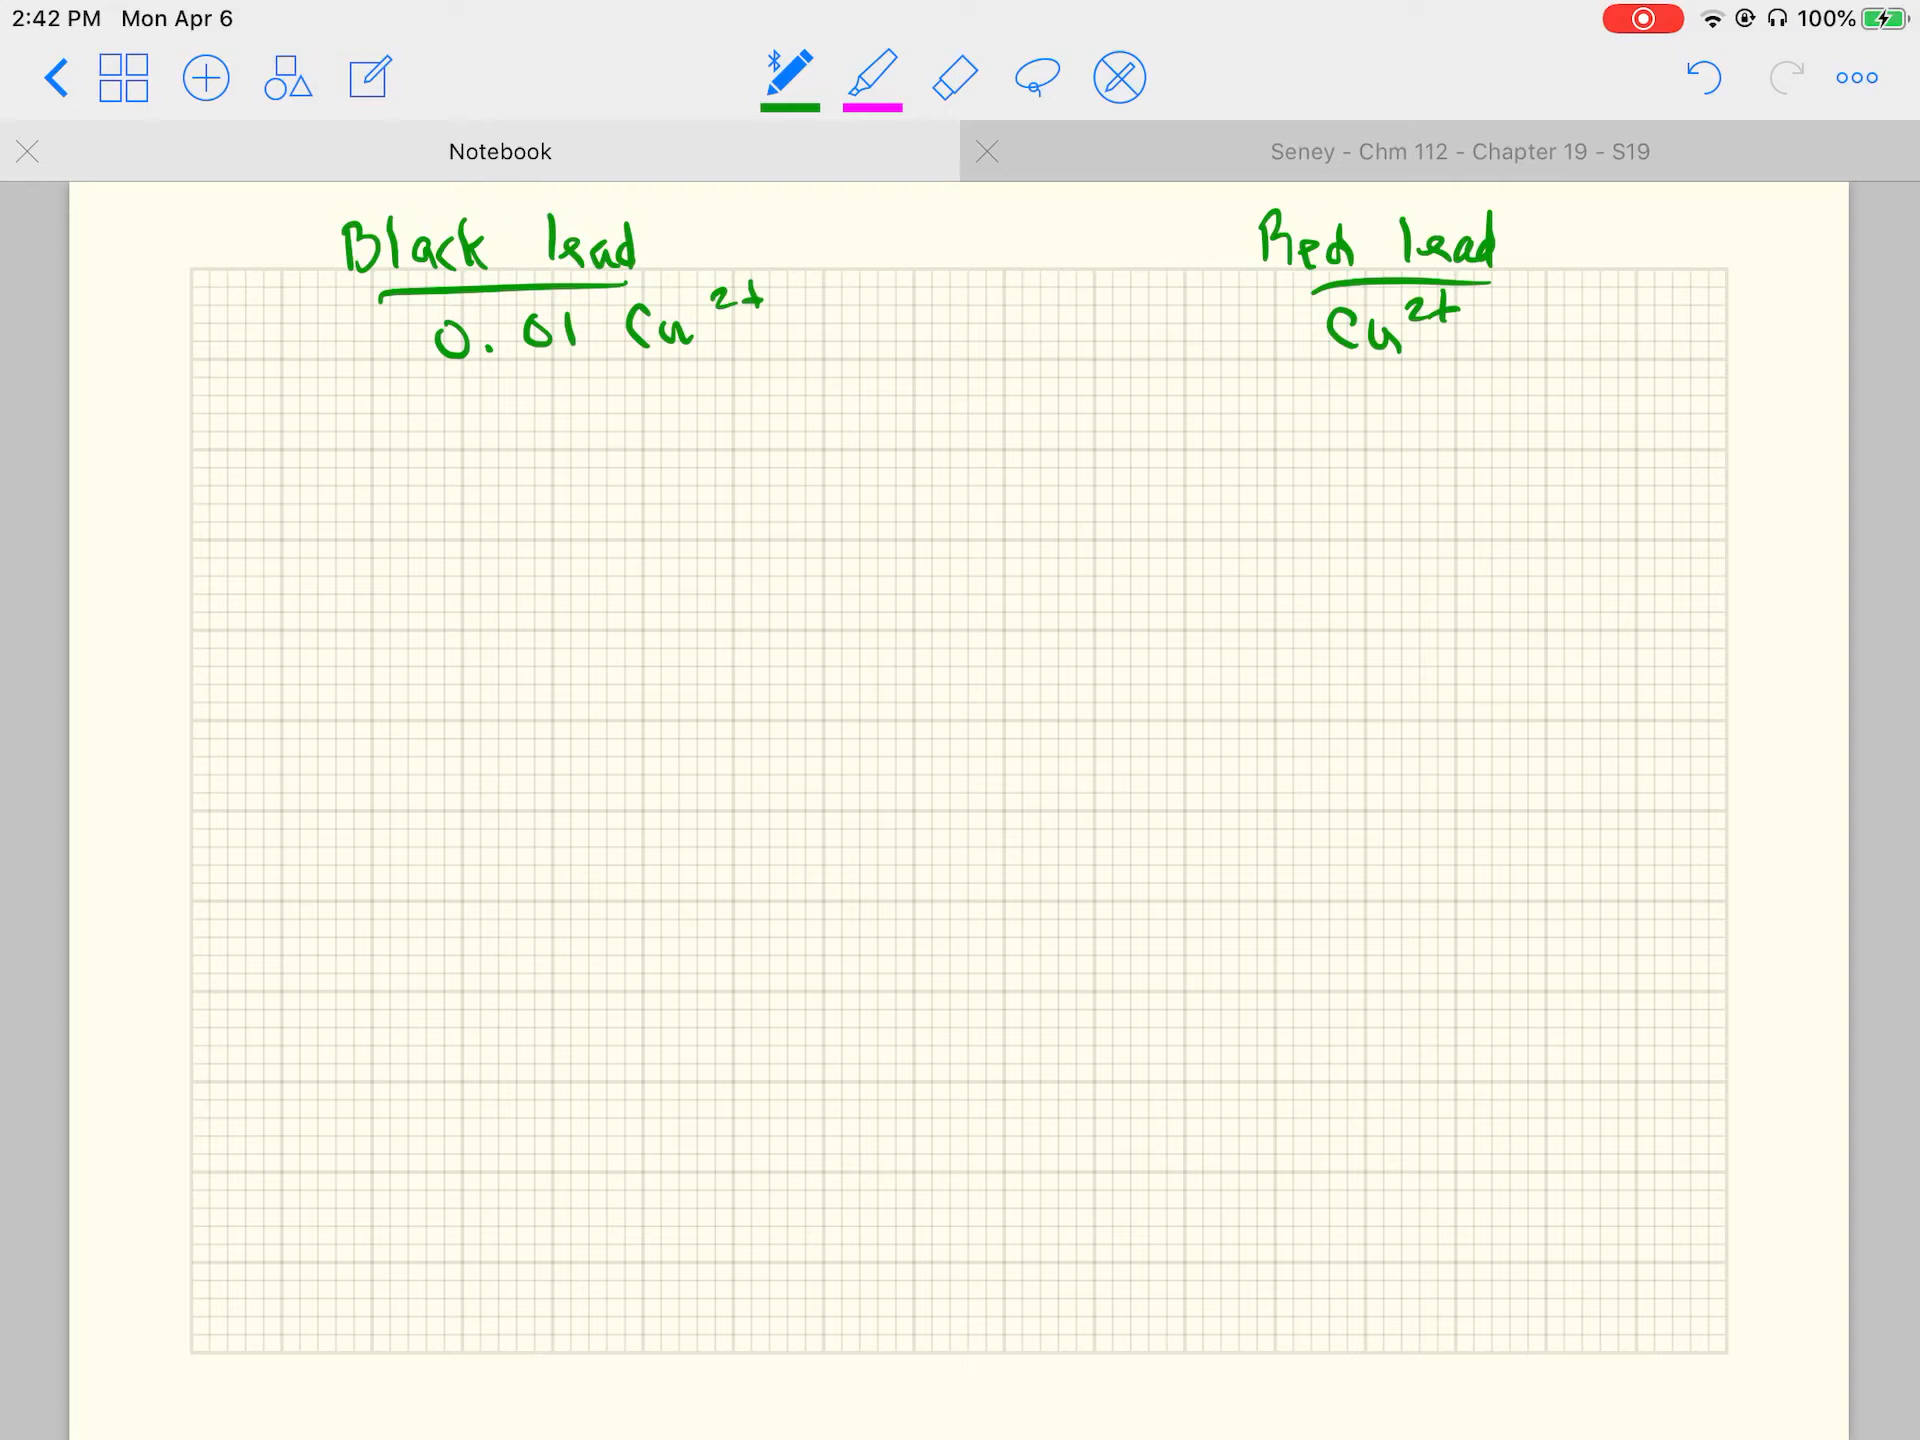 2:42 PM Mon Apr 6 100%
Notebook Seney - Chm 112 - Chapter 19 - S19
Black lead Red lead
0.01 Cu²⁺ Cu²⁺